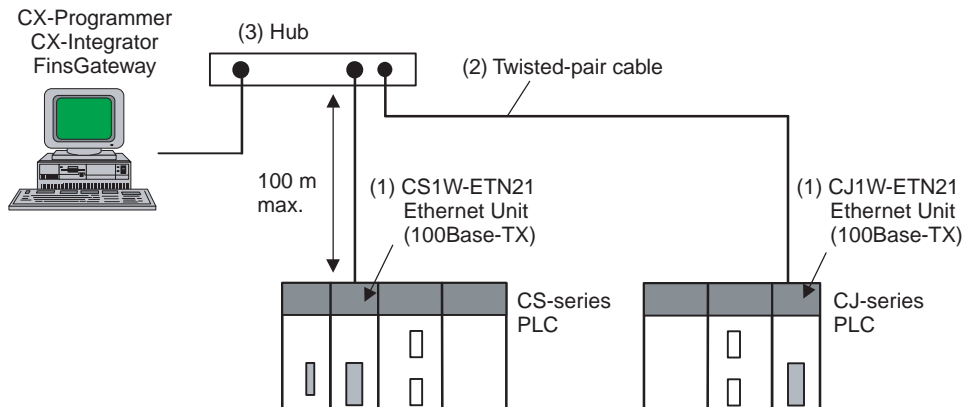 CX-Programmer
CX-Integrator
FinsGateway
(3) Hub
(2) Twisted-pair cable
100 m
max.
(1) CS1W-ETN21
Ethernet Unit
(100Base-TX)
(1) CJ1W-ETN21
Ethernet Unit
(100Base-TX)
CS-series
PLC
CJ-series
PLC